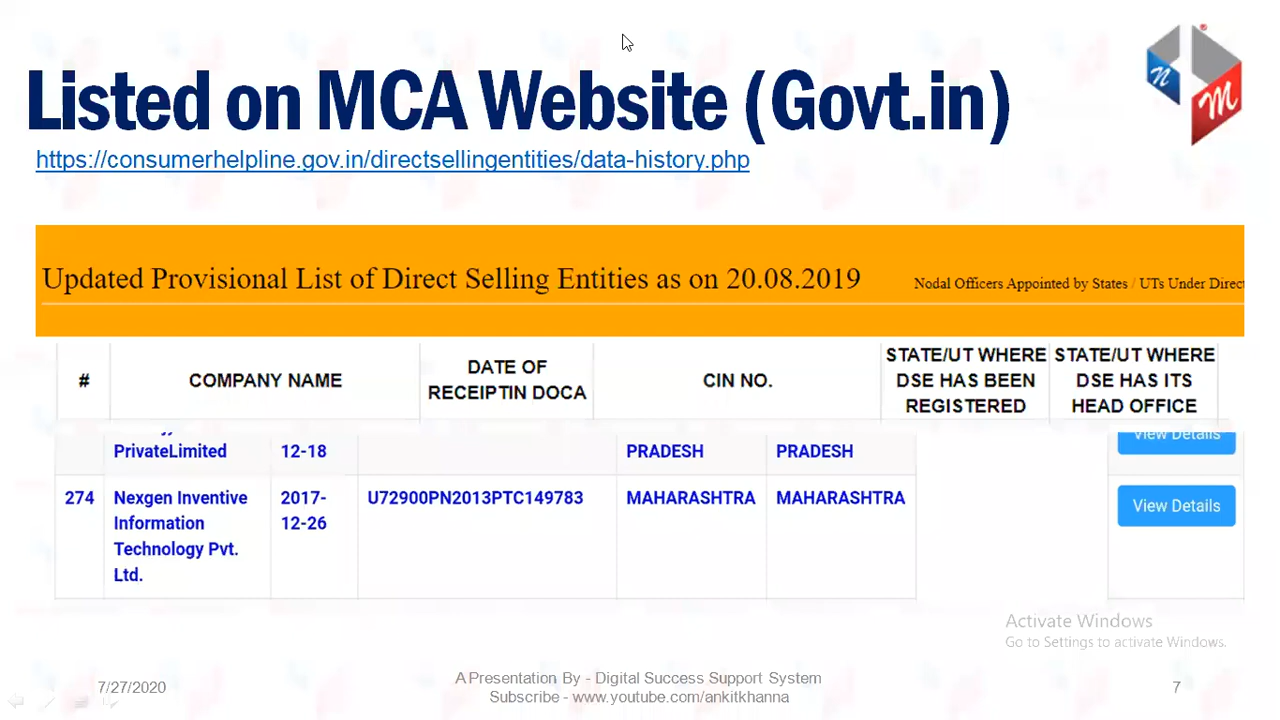 Listed on MCA Website (Govt.in)
https://consumerhelpline.gov.in/directsellingentities/data-history.php
n
m
Updated Provisional List of Direct Selling Entities as on 20.08.2019
Nodal Officers Appointed by States / UTs Under Direct
# COMPANY NAME DATE OF RECEIPTIN DOCA CIN NO. STATE/UT WHERE DSE HAS BEEN REGISTERED STATE/UT WHERE DSE HAS ITS HEAD OFFICE
PrivateLimited 12-18 PRADESH PRADESH View Details
274 Nexgen Inventive 2017- U72900PN2013PTC149783 MAHARASHTRA MAHARASHTRA View Details
Information 12-26
Technology Pvt.
Ltd.
Activate Windows
Go to Settings to activate Windows.
7/27/2020
A Presentation By - Digital Success Support System
Subscribe - www.youtube.com/ankitkhanna
7